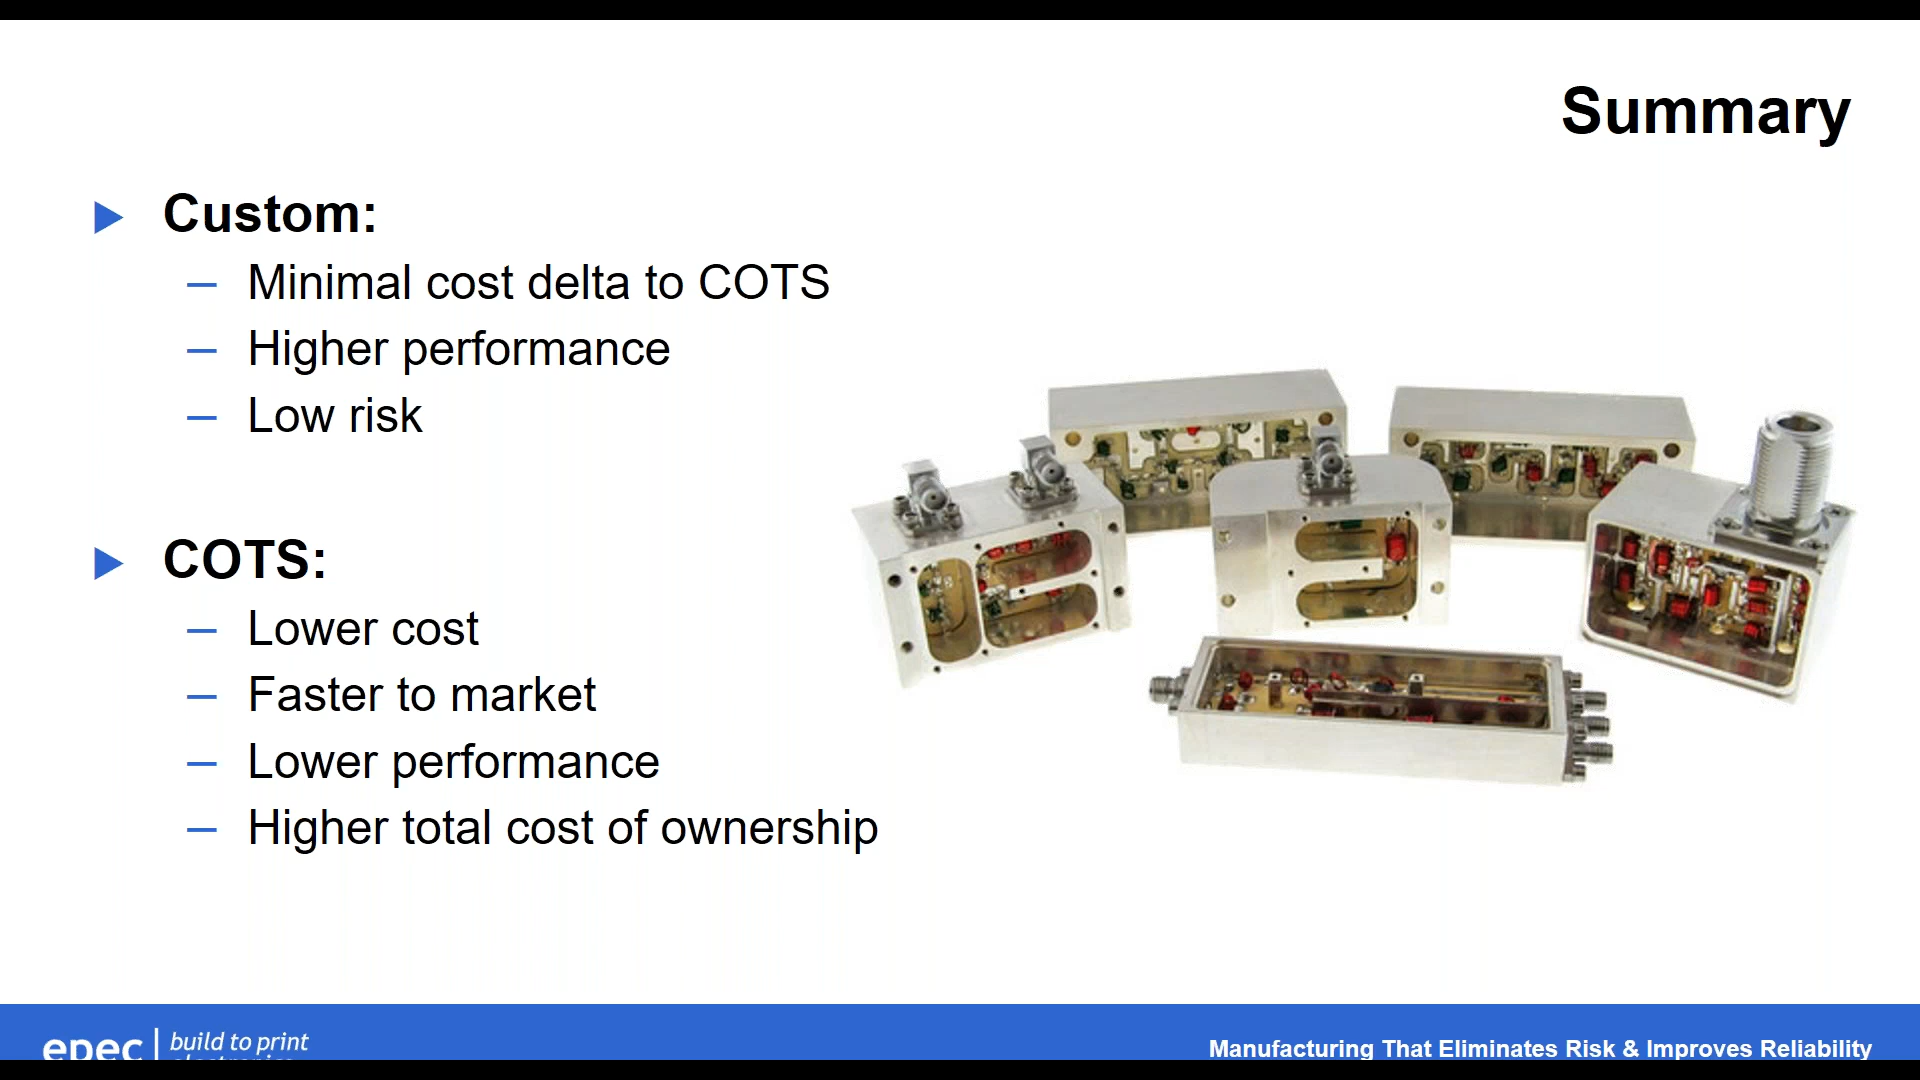 Summary
Custom:
– Minimal cost delta to COTS
– Higher performance
– Low risk
COTS:
– Lower cost
– Faster to market
– Lower performance
– Higher total cost of ownership
epec
build to print
Manufacturing That Eliminates Risk & Improves Reliability